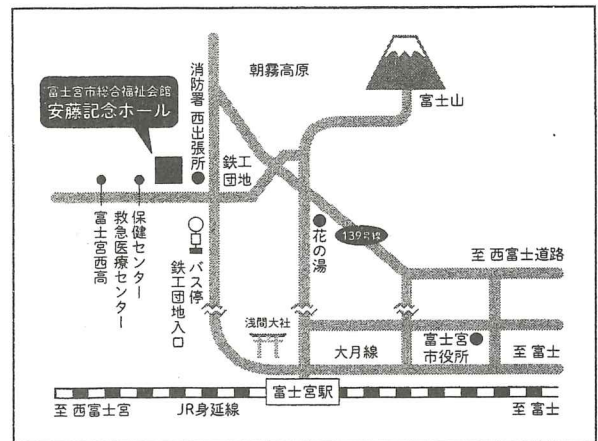 朝霧高原
富士山
富士宮市総合福祉会館
安藤記念ホール
消防署 西出張所
鉄工
団地
富士宮西高
保健センター
救急医療センター
バス停
鉄工団地入口
花の湯
139号線
至 西富士道路
浅間大社
大月線
富士宮
市役所
至 富士
富士宮駅
至 西富士宮
JR身延線
至 富士